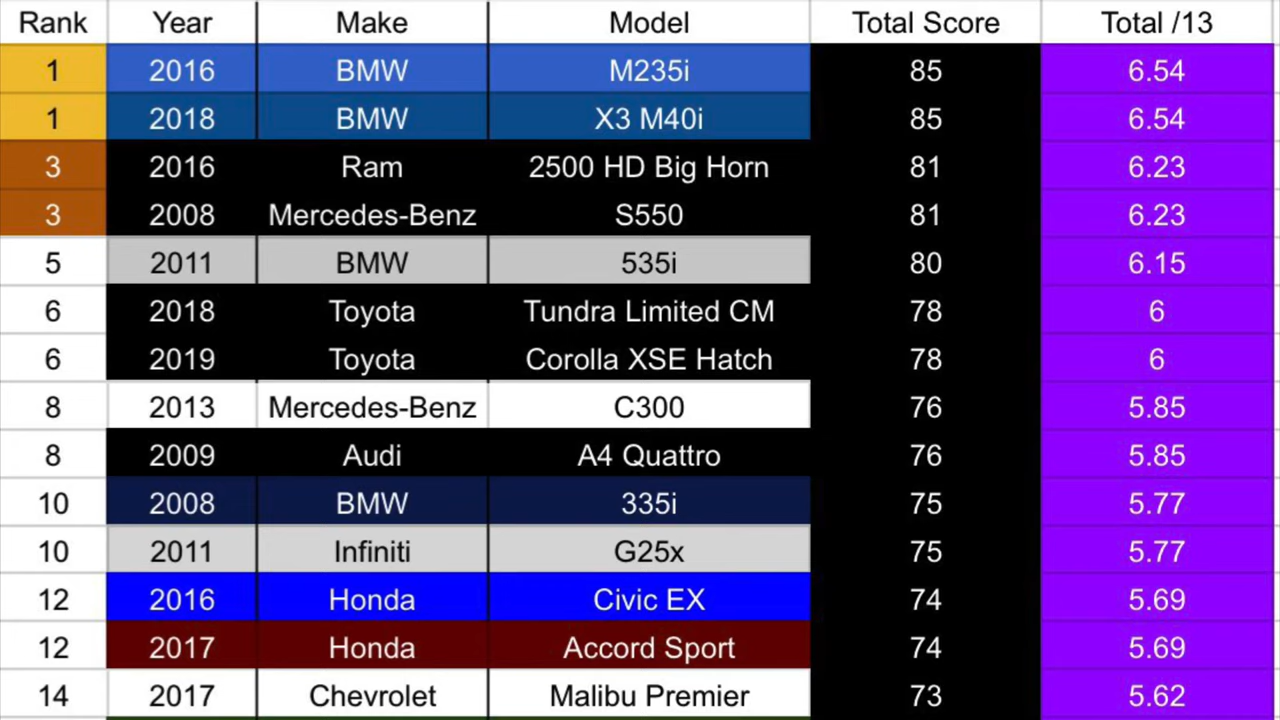 Rank Year Make Model Total Score Total /13
1 2016 BMW M235i 85 6.54
1 2018 BMW X3 M40i 85 6.54
3 2016 Ram 2500 HD Big Horn 81 6.23
3 2008 Mercedes-Benz S550 81 6.23
5 2011 BMW 535i 80 6.15
6 2018 Toyota Tundra Limited CM 78 6
6 2019 Toyota Corolla XSE Hatch 78 6
8 2013 Mercedes-Benz C300 76 5.85
8 2009 Audi A4 Quattro 76 5.85
10 2008 BMW 335i 75 5.77
10 2011 Infiniti G25x 75 5.77
12 2016 Honda Civic EX 74 5.69
12 2017 Honda Accord Sport 74 5.69
14 2017 Chevrolet Malibu Premier 73 5.62